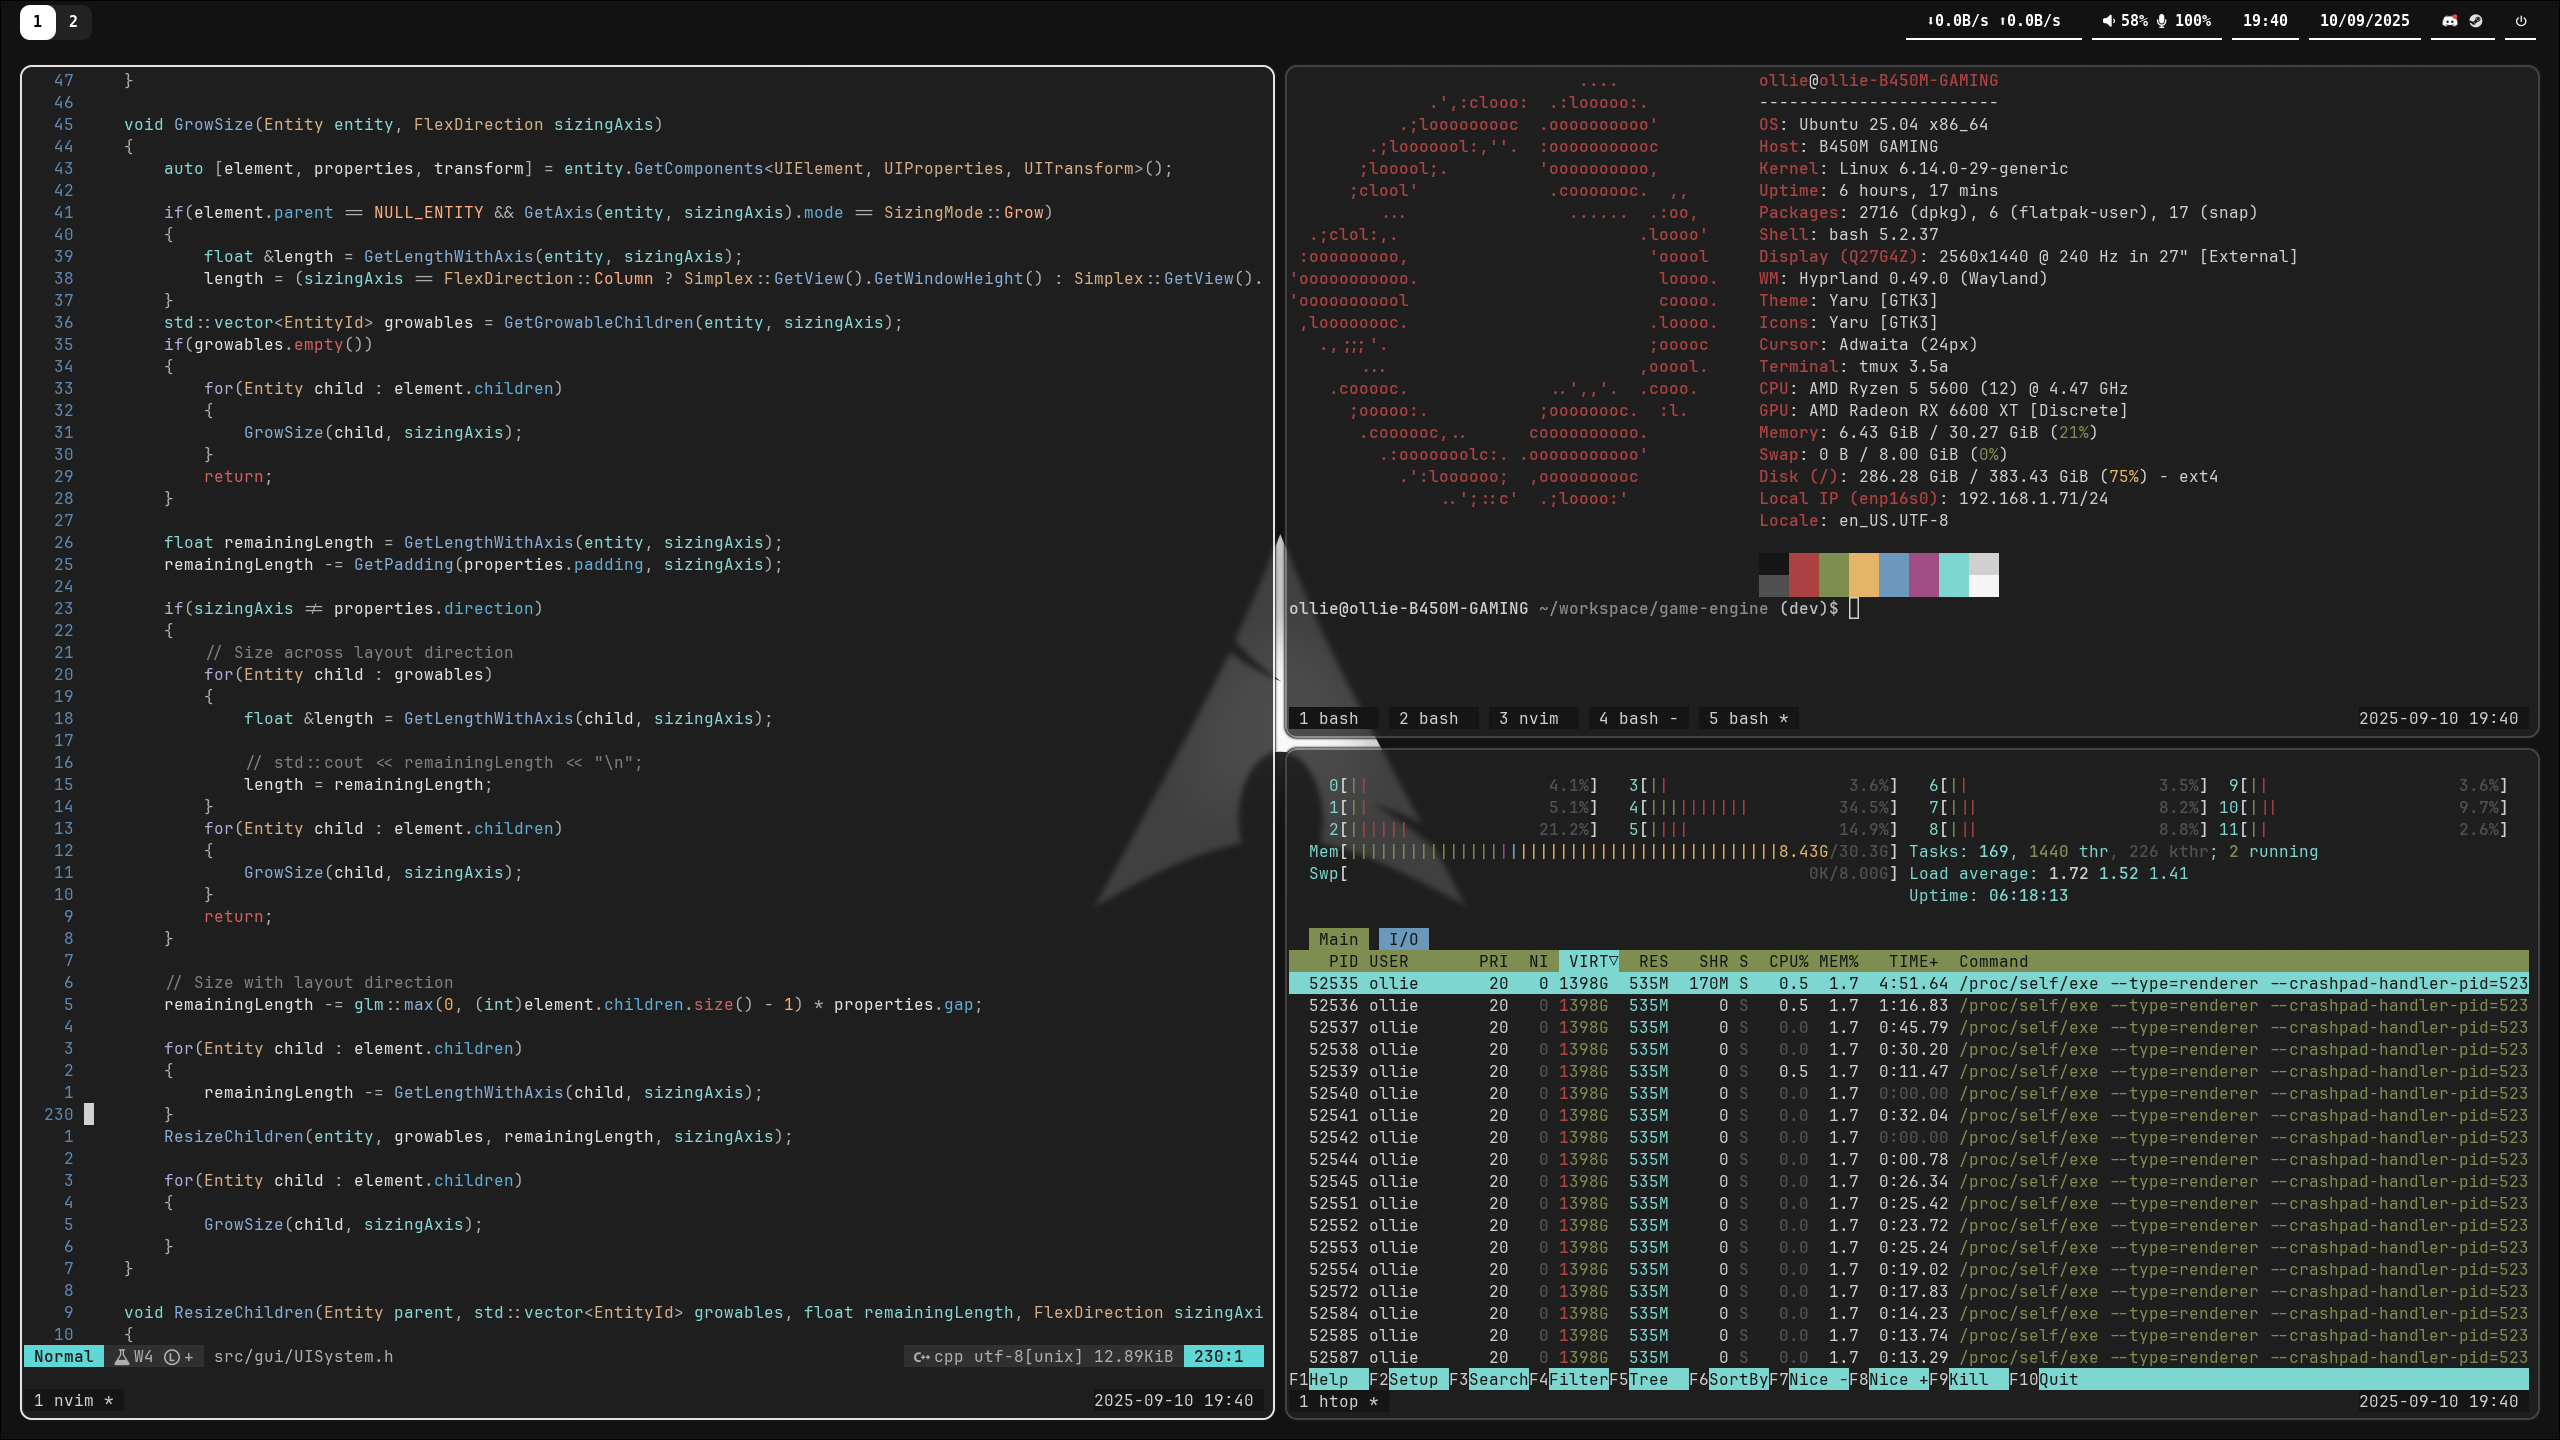 1 2
⬇0.0B/s ⬆0.0B/s 58% 100% 19:40 10/09/2025
47 }
46
45 void GrowSize(Entity entity, FlexDirection sizingAxis)
44 {
43 auto [element, properties, transform] = entity.GetComponents<UIElement, UIProperties, UITransform>();
42
41 if(element.parent == NULL_ENTITY && GetAxis(entity, sizingAxis).mode == SizingMode::Grow)
40 {
39 float &length = GetLengthWithAxis(entity, sizingAxis);
38 length = (sizingAxis == FlexDirection::Column ? Simplex::GetView().GetWindowHeight() : Simplex::GetView().
37 }
36 std::vector<EntityId> growables = GetGrowableChildren(entity, sizingAxis);
35 if(growables.empty())
34 {
33 for(Entity child : element.children)
32 {
31 GrowSize(child, sizingAxis);
30 }
29 return;
28 }
27
26 float remainingLength = GetLengthWithAxis(entity, sizingAxis);
25 remainingLength -= GetPadding(properties.padding, sizingAxis);
24
23 if(sizingAxis != properties.direction)
22 {
21 // Size across layout direction
20 for(Entity child : growables)
19 {
18 float &length = GetLengthWithAxis(child, sizingAxis);
17
16 // std::cout << remainingLength << "\n";
15 length = remainingLength;
14 }
13 for(Entity child : element.children)
12 {
11 GrowSize(child, sizingAxis);
10 }
9 return;
8 }
7
6 // Size with layout direction
5 remainingLength -= glm::max(0, (int)element.children.size() - 1) * properties.gap;
4
3 for(Entity child : element.children)
2 {
1 remainingLength -= GetLengthWithAxis(child, sizingAxis);
230 }
1 ResizeChildren(entity, growables, remainingLength, sizingAxis);
2
3 for(Entity child : element.children)
4 {
5 GrowSize(child, sizingAxis);
6 }
7 }
8
9 void ResizeChildren(Entity parent, std::vector<EntityId> growables, float remainingLength, FlexDirection sizingAxi
10 {
Normal W4 L + src/gui/UISystem.h cpp utf-8[unix] 12.89KiB 230:1
1 nvim * 2025-09-10 19:40
....
.',:clooo: .:looooo:.
.;looooooooc .oooooooooo'
.;looooool:,''. :ooooooooooc
;looool;. 'oooooooooo,
;clool' .cooooooc. ,,
... ...... .:oo,
.;clol:,. .loooo'
:ooooooooo, 'ooool
'ooooooooooo. loooo.
'ooooooooool coooo.
,loooooooc. .loooo.
.,;;;'. ;ooooc
... ,ooool.
.cooooc. ..',,'. .cooo.
;ooooo:. ;oooooooc. :l.
.coooooc,.. coooooooooo.
.:ooooooolc:. .ooooooooooo'
.':loooooo; ,oooooooooc
..';::c' .;loooo:'
ollie@ollie-B450M-GAMING
------------------------
OS: Ubuntu 25.04 x86_64
Host: B450M GAMING
Kernel: Linux 6.14.0-29-generic
Uptime: 6 hours, 17 mins
Packages: 2716 (dpkg), 6 (flatpak-user), 17 (snap)
Shell: bash 5.2.37
Display (Q27G4Z): 2560x1440 @ 240 Hz in 27" [External]
WM: Hyprland 0.49.0 (Wayland)
Theme: Yaru [GTK3]
Icons: Yaru [GTK3]
Cursor: Adwaita (24px)
Terminal: tmux 3.5a
CPU: AMD Ryzen 5 5600 (12) @ 4.47 GHz
GPU: AMD Radeon RX 6600 XT [Discrete]
Memory: 6.43 GiB / 30.27 GiB (21%)
Swap: 0 B / 8.00 GiB (0%)
Disk (/): 286.28 GiB / 383.43 GiB (75%) - ext4
Local IP (enp16s0): 192.168.1.71/24
Locale: en_US.UTF-8
ollie@ollie-B450M-GAMING ~/workspace/game-engine (dev)$
1 bash 2 bash 3 nvim 4 bash - 5 bash * 2025-09-10 19:40
0[|| 4.1%] 3[|| 3.6%] 6[|| 3.5%] 9[|| 3.6%]
1[|| 5.1%] 4[|||||||||| 34.5%] 7[||| 8.2%] 10[||| 9.7%]
2[|||||| 21.2%] 5[|||| 14.9%] 8[||| 8.8%] 11[|| 2.6%]
Mem[|||||||||||||||||||||||||||||||||||||||||||8.43G/30.3G] Tasks: 169, 1440 thr, 226 kthr; 2 running
Swp[ 0K/8.00G] Load average: 1.72 1.52 1.41
Uptime: 06:18:13
Main I/O
PID USER PRI NI VIRT▽ RES SHR S CPU% MEM% TIME+ Command
52535 ollie 20 0 1398G 535M 170M S 0.5 1.7 4:51.64 /proc/self/exe --type=renderer --crashpad-handler-pid=523
52536 ollie 20 0 1398G 535M 0 S 0.5 1.7 1:16.83 /proc/self/exe --type=renderer --crashpad-handler-pid=523
52537 ollie 20 0 1398G 535M 0 S 0.0 1.7 0:45.79 /proc/self/exe --type=renderer --crashpad-handler-pid=523
52538 ollie 20 0 1398G 535M 0 S 0.0 1.7 0:30.20 /proc/self/exe --type=renderer --crashpad-handler-pid=523
52539 ollie 20 0 1398G 535M 0 S 0.5 1.7 0:11.47 /proc/self/exe --type=renderer --crashpad-handler-pid=523
52540 ollie 20 0 1398G 535M 0 S 0.0 1.7 0:00.00 /proc/self/exe --type=renderer --crashpad-handler-pid=523
52541 ollie 20 0 1398G 535M 0 S 0.0 1.7 0:32.04 /proc/self/exe --type=renderer --crashpad-handler-pid=523
52542 ollie 20 0 1398G 535M 0 S 0.0 1.7 0:00.00 /proc/self/exe --type=renderer --crashpad-handler-pid=523
52544 ollie 20 0 1398G 535M 0 S 0.0 1.7 0:00.78 /proc/self/exe --type=renderer --crashpad-handler-pid=523
52545 ollie 20 0 1398G 535M 0 S 0.0 1.7 0:26.34 /proc/self/exe --type=renderer --crashpad-handler-pid=523
52551 ollie 20 0 1398G 535M 0 S 0.0 1.7 0:25.42 /proc/self/exe --type=renderer --crashpad-handler-pid=523
52552 ollie 20 0 1398G 535M 0 S 0.0 1.7 0:23.72 /proc/self/exe --type=renderer --crashpad-handler-pid=523
52553 ollie 20 0 1398G 535M 0 S 0.0 1.7 0:25.24 /proc/self/exe --type=renderer --crashpad-handler-pid=523
52554 ollie 20 0 1398G 535M 0 S 0.0 1.7 0:19.02 /proc/self/exe --type=renderer --crashpad-handler-pid=523
52572 ollie 20 0 1398G 535M 0 S 0.0 1.7 0:17.83 /proc/self/exe --type=renderer --crashpad-handler-pid=523
52584 ollie 20 0 1398G 535M 0 S 0.0 1.7 0:14.23 /proc/self/exe --type=renderer --crashpad-handler-pid=523
52585 ollie 20 0 1398G 535M 0 S 0.0 1.7 0:13.74 /proc/self/exe --type=renderer --crashpad-handler-pid=523
52587 ollie 20 0 1398G 535M 0 S 0.0 1.7 0:13.29 /proc/self/exe --type=renderer --crashpad-handler-pid=523
F1Help F2Setup F3SearchF4FilterF5Tree F6SortByF7Nice -F8Nice +F9Kill F10Quit
1 htop * 2025-09-10 19:40